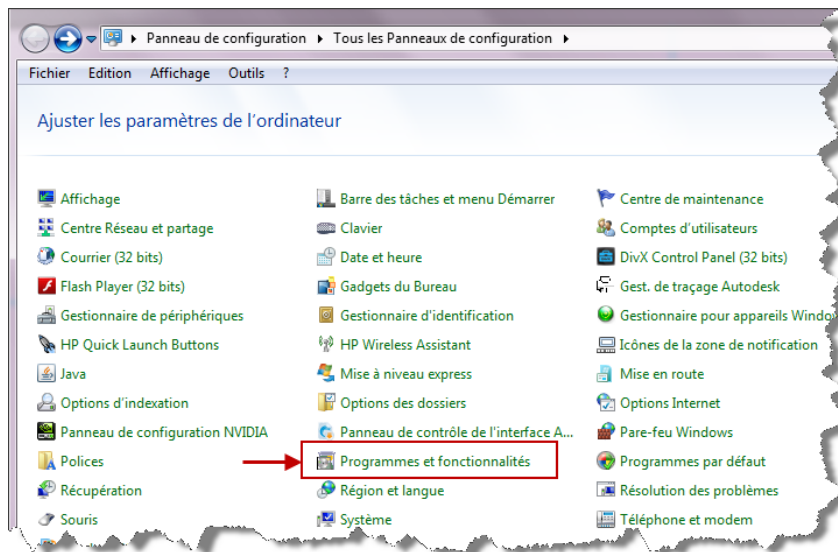 Panneau de configuration ▸ Tous les Panneaux de configuration ▸
Fichier Edition Affichage Outils ?
Ajuster les paramètres de l'ordinateur
Affichage Barre des tâches et menu Démarrer Centre de maintenance
Centre Réseau et partage Clavier Comptes d'utilisateurs
Courrier (32 bits) Date et heure DivX Control Panel (32 bits)
Flash Player (32 bits) Gadgets du Bureau Gest. de traçage Autodesk
Gestionnaire de périphériques Gestionnaire d'identification Gestionnaire pour appareils Windo
HP Quick Launch Buttons HP Wireless Assistant Icônes de la zone de notification
Java Mise à niveau express Mise en route
Options d'indexation Options des dossiers Options Internet
Panneau de configuration NVIDIA Panneau de contrôle de l'interface A... Pare-feu Windows
Polices Programmes et fonctionnalités Programmes par défaut
Récupération Région et langue Résolution des problèmes
Souris Système Téléphone et modem